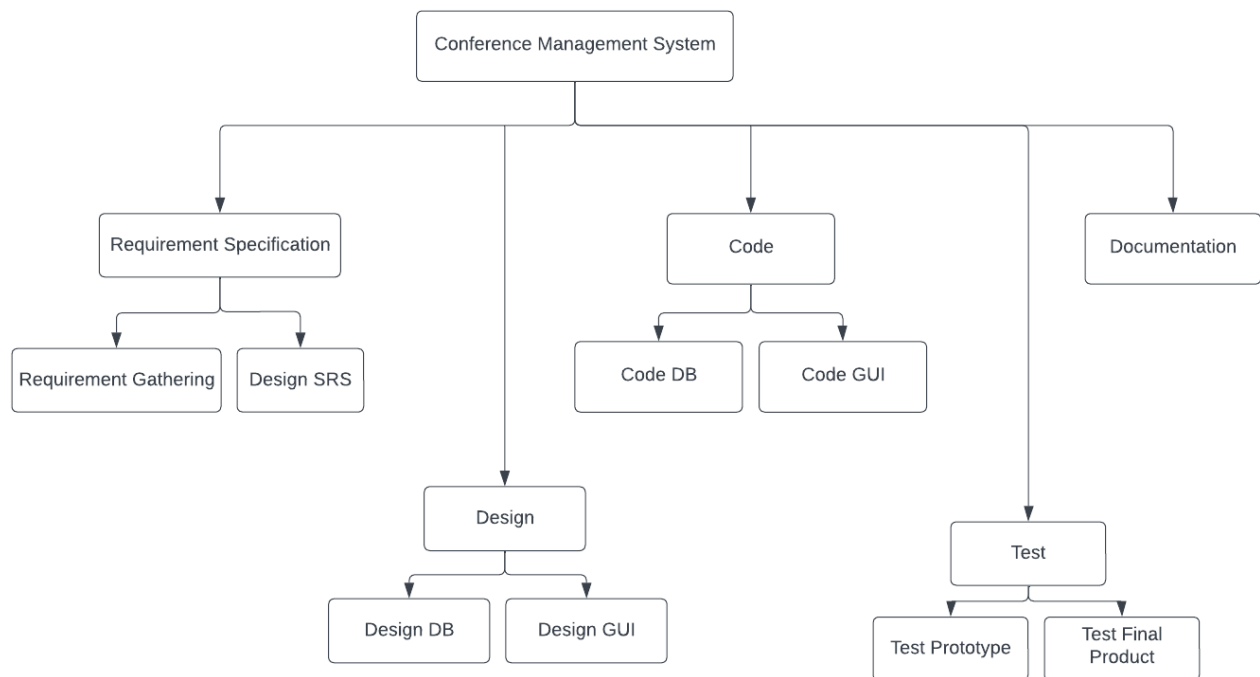 Conference Management System
Requirement Specification
Code
Documentation
Requirement Gathering
Design SRS
Code DB
Code GUI
Design
Test
Design DB
Design GUI
Test Prototype
Test Final
Product